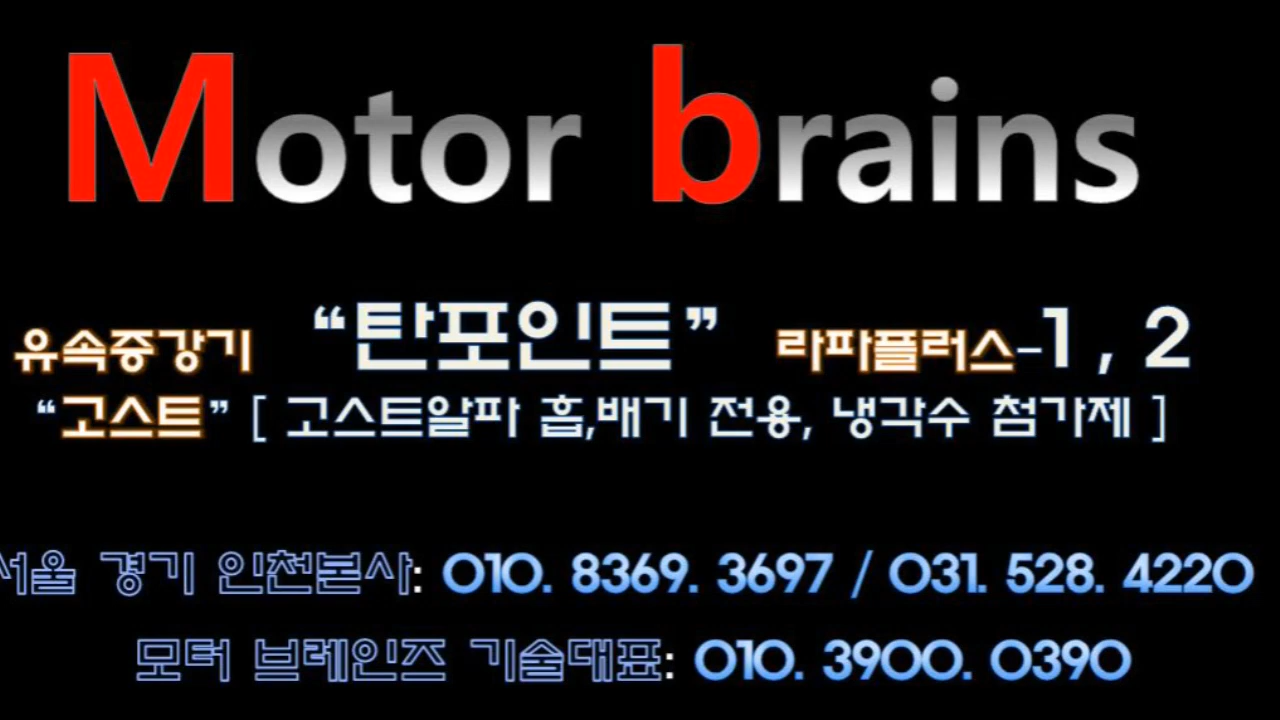 Motor brains
유속증강기 “탄포인트” 라파플러스-1 , 2
“고스트” [ 고스트알파 흡,배기 전용, 냉각수 첨가제 ]
서울 경기 인천본사: 010. 8369. 3697 / 031. 528. 4220
모터 브레인즈 기술대표: 010. 3900. 0390